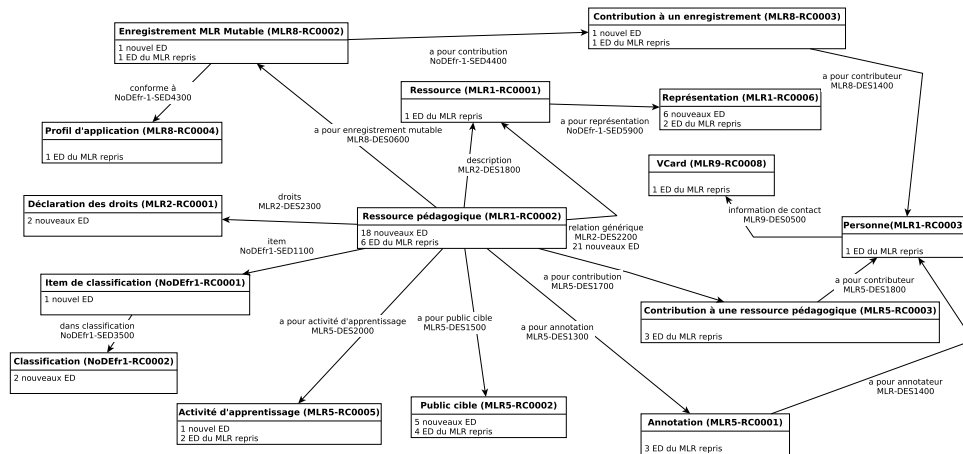 Contribution à un enregistrement (MLR8-RC0003)
1 nouvel ED
1 ED du MLR repris
Enregistrement MLR Mutable (MLR8-RC0002)
1 nouvel ED
1 ED du MLR repris
a pour contribution
NoDEfr-1-SED4400
a pour contributeur
MLR8-DES1400
conforme à
NoDEfr-1-SED4300
Ressource (MLR1-RC0001)
1 ED du MLR repris
Représentation (MLR1-RC0006)
6 nouveaux ED
2 ED du MLR repris
a pour représentation
NoDEfr-1-SED5900
Profil d'application (MLR8-RC0004)
1 ED du MLR repris
a pour enregistrement mutable
MLR8-DES0600
description
MLR2-DES1800
VCard (MLR9-RC0008)
1 ED du MLR repris
Déclaration des droits (MLR2-RC0001)
2 nouveaux ED
droits
MLR2-DES2300
Ressource pédagogique (MLR1-RC0002)
18 nouveaux ED
6 ED du MLR repris
relation générique
MLR2-DES2200
21 nouveaux ED
information de contact
MLR9-DES0500
Personne(MLR1-RC0003
1 ED du MLR repris
item
NoDEfr1-SED1100
Item de classification (NoDEfr1-RC0001)
1 nouvel ED
a pour contribution
MLR5-DES1700
a pour contributeur
MLR5-DES1800
Contribution à une ressource pédagogique (MLR5-RC0003)
3 ED du MLR repris
dans classification
NoDEfr1-SED3500
a pour activité d'apprentissage
MLR5-DES2000
a pour public cible
MLR5-DES1500
a pour annotation
MLR5-DES1300
Classification (NoDEfr1-RC0002)
2 nouveaux ED
a pour annotateur
MLR-DES1400
Activité d'apprentissage (MLR5-RC0005)
1 nouvel ED
2 ED du MLR repris
Public cible (MLR5-RC0002)
5 nouveaux ED
4 ED du MLR repris
Annotation (MLR5-RC0001)
3 ED du MLR repris